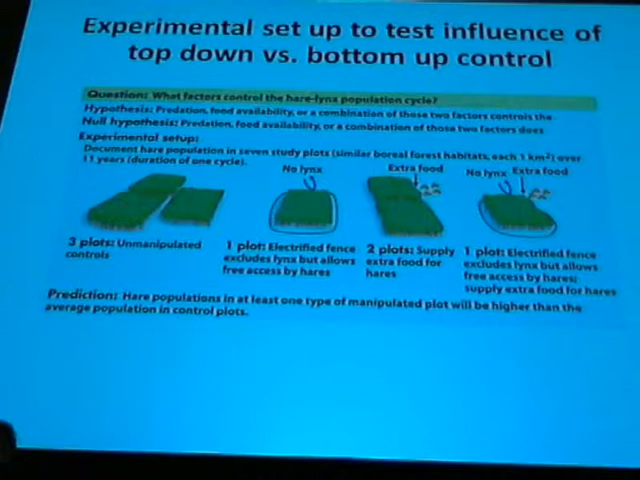 Experimental set up to test influence of
top down vs. bottom up control
Question: What factors control the hare-lynx population cycle?
Hypothesis: Predation, food availability, or a combination of those two factors controls the
Null hypothesis: Predation, food availability, or a combination of those two factors does
Experimental setup:
Document hare population in seven study plots (similar boreal forest habitats, each 1 km²) over
11 years (duration of one cycle).
No lynx
Extra food
No lynx Extra food
3 plots: Unmanipulated
controls
1 plot: Electrified fence
excludes lynx but allows
free access by hares
2 plots: Supply
extra food for
hares
1 plot: Electrified fence
excludes lynx but allows
free access by hares;
supply extra food for hares
Prediction: Hare populations in at least one type of manipulated plot will be higher than the
average population in control plots.